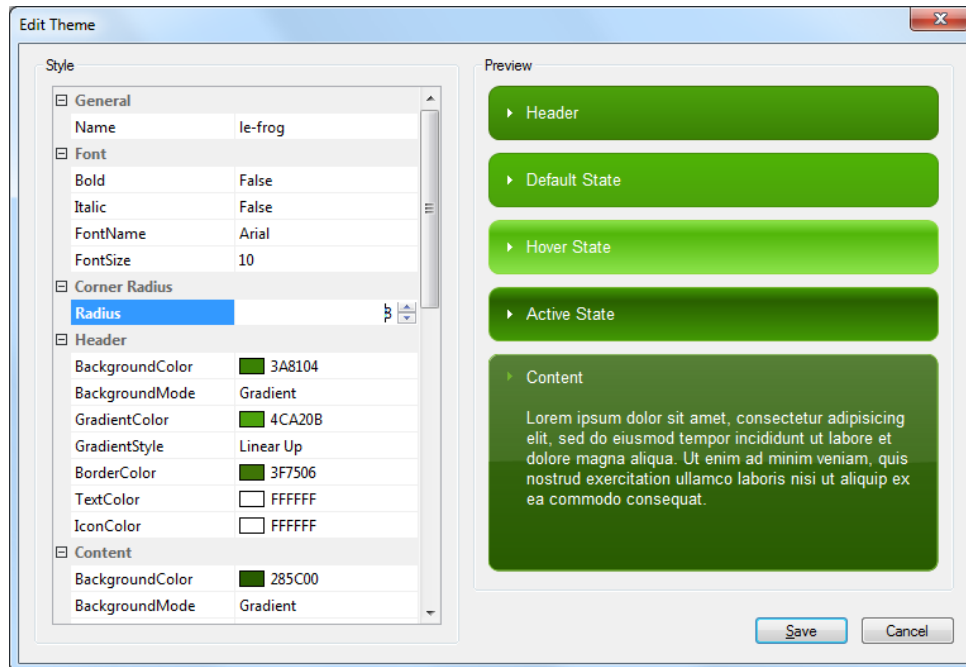 Edit Theme
Style
General
Name le-frog
Font
Bold False
Italic False
FontName Arial
FontSize 10
Corner Radius
Radius 8
Header
BackgroundColor 3A8104
BackgroundMode Gradient
GradientColor 4CA20B
GradientStyle Linear Up
BorderColor 3F7506
TextColor FFFFFF
IconColor FFFFFF
Content
BackgroundColor 285C00
BackgroundMode Gradient
Preview
Header
Default State
Hover State
Active State
Content
Lorem ipsum dolor sit amet, consectetur adipisicing
elit, sed do eiusmod tempor incididunt ut labore et
dolore magna aliqua. Ut enim ad minim veniam, quis
nostrud exercitation ullamco laboris nisi ut aliquip ex
ea commodo consequat.
Save Cancel